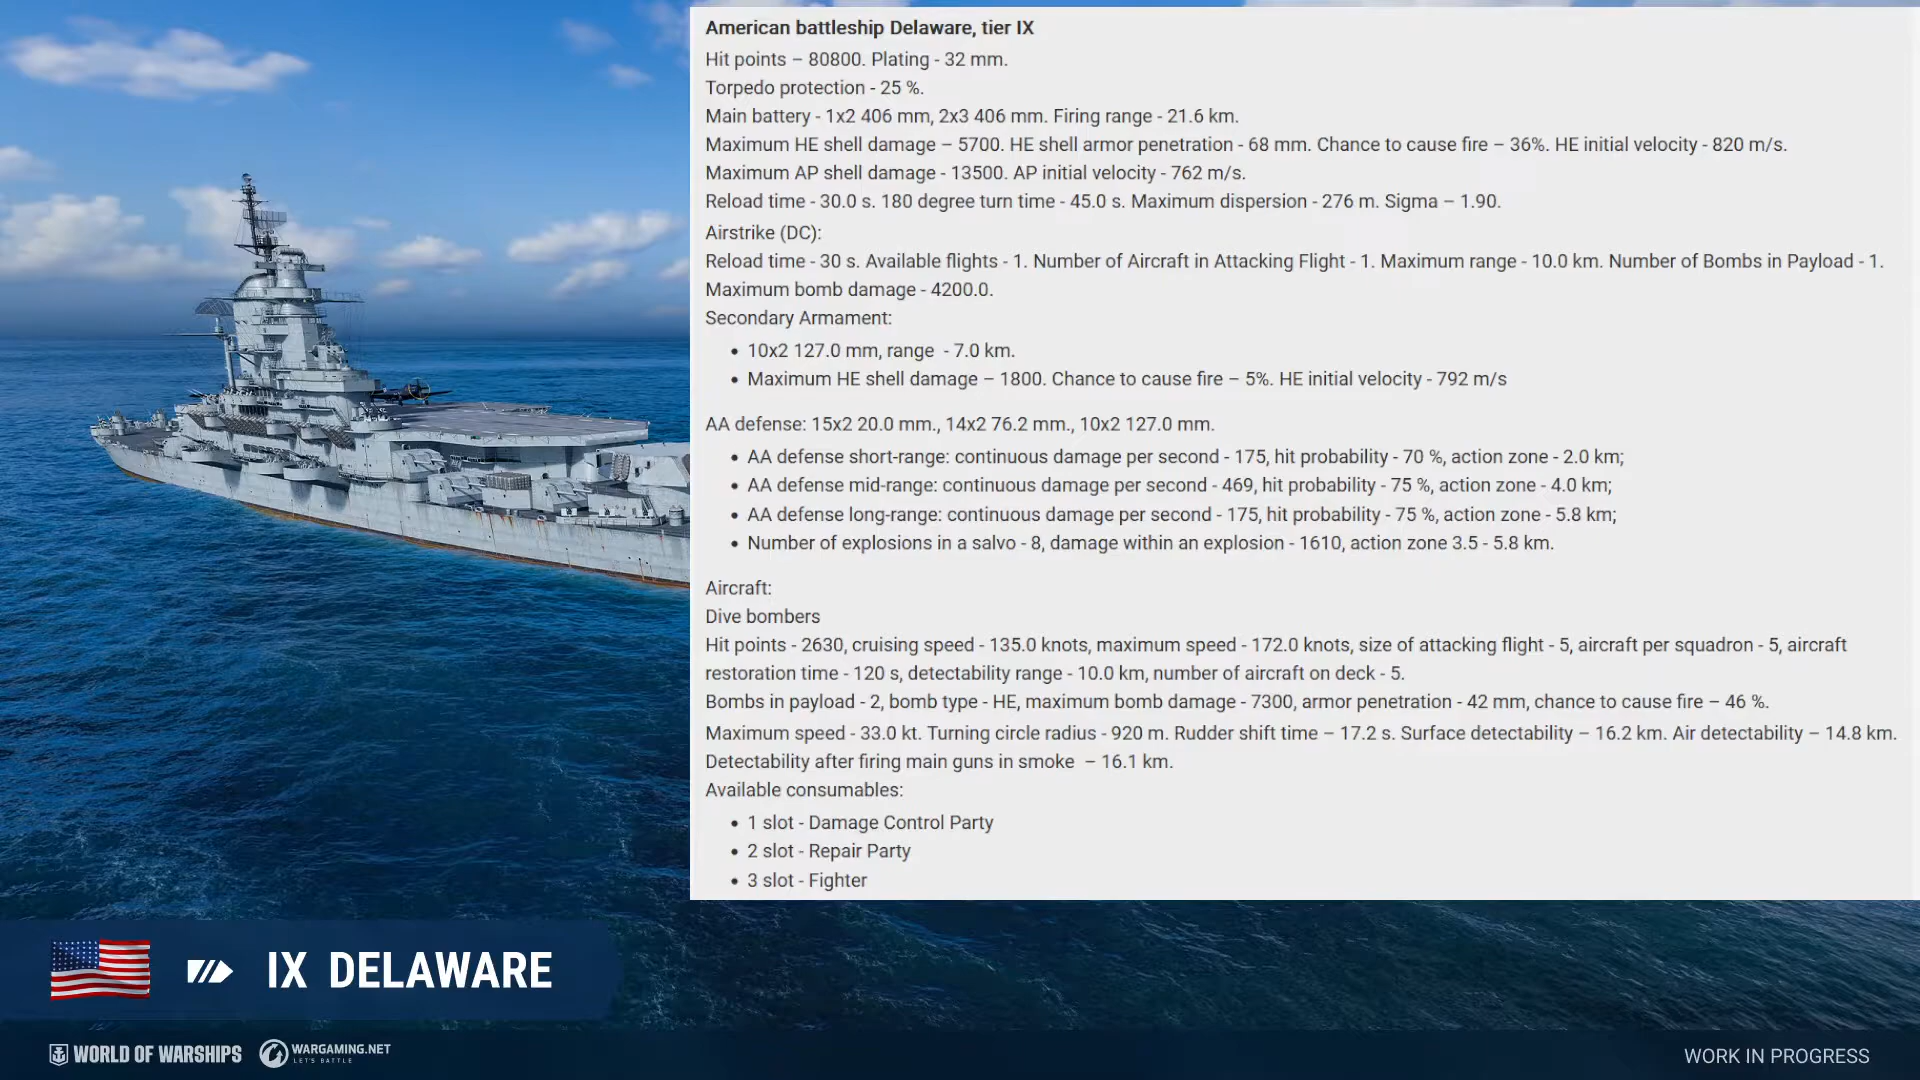 American battleship Delaware, tier IX
Hit points – 80800. Plating - 32 mm.
Torpedo protection - 25 %.
Main battery - 1x2 406 mm, 2x3 406 mm. Firing range - 21.6 km.
Maximum HE shell damage – 5700. HE shell armor penetration - 68 mm. Chance to cause fire – 36%. HE initial velocity - 820 m/s.
Maximum AP shell damage - 13500. AP initial velocity - 762 m/s.
Reload time - 30.0 s. 180 degree turn time - 45.0 s. Maximum dispersion - 276 m. Sigma – 1.90.
Airstrike (DC):
Reload time - 30 s. Available flights - 1. Number of Aircraft in Attacking Flight - 1. Maximum range - 10.0 km. Number of Bombs in Payload - 1.
Maximum bomb damage - 4200.0.
Secondary Armament:
• 10x2 127.0 mm, range - 7.0 km.
• Maximum HE shell damage – 1800. Chance to cause fire – 5%. HE initial velocity - 792 m/s
AA defense: 15x2 20.0 mm., 14x2 76.2 mm., 10x2 127.0 mm.
• AA defense short-range: continuous damage per second - 175, hit probability - 70 %, action zone - 2.0 km;
• AA defense mid-range: continuous damage per second - 469, hit probability - 75 %, action zone - 4.0 km;
• AA defense long-range: continuous damage per second - 175, hit probability - 75 %, action zone - 5.8 km;
• Number of explosions in a salvo - 8, damage within an explosion - 1610, action zone 3.5 - 5.8 km.
Aircraft:
Dive bombers
Hit points - 2630, cruising speed - 135.0 knots, maximum speed - 172.0 knots, size of attacking flight - 5, aircraft per squadron - 5, aircraft
restoration time - 120 s, detectability range - 10.0 km, number of aircraft on deck - 5.
Bombs in payload - 2, bomb type - HE, maximum bomb damage - 7300, armor penetration - 42 mm, chance to cause fire – 46 %.
Maximum speed - 33.0 kt. Turning circle radius - 920 m. Rudder shift time – 17.2 s. Surface detectability – 16.2 km. Air detectability – 14.8 km.
Detectability after firing main guns in smoke – 16.1 km.
Available consumables:
• 1 slot - Damage Control Party
• 2 slot - Repair Party
• 3 slot - Fighter
IX DELAWARE
WORLD OF WARSHIPS
WARGAMING.NET
LET'S BATTLE
WORK IN PROGRESS